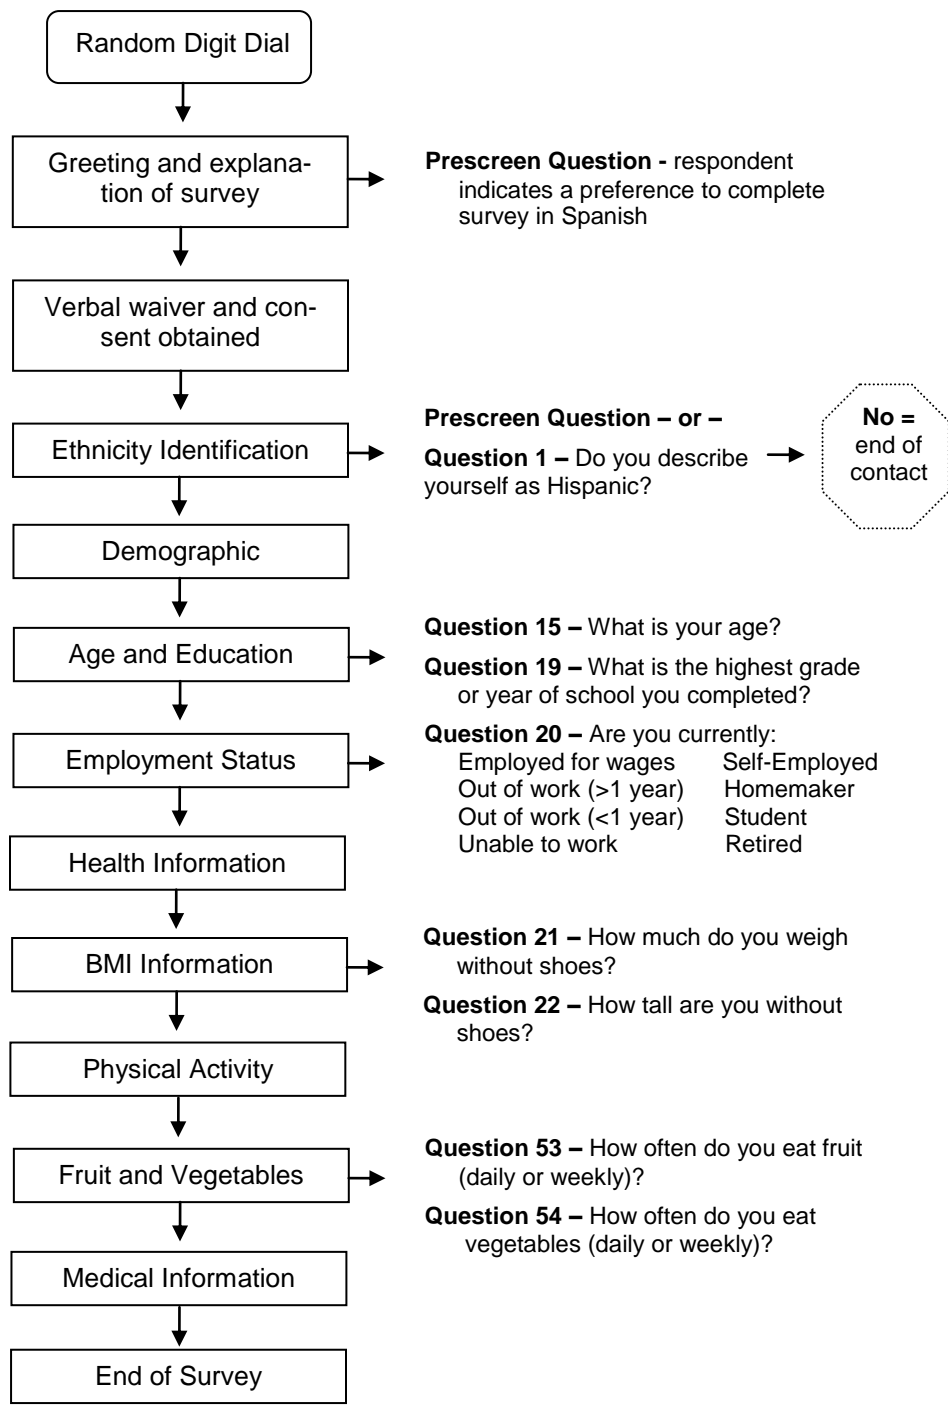 Random Digit Dial
Greeting and explana-
tion of survey
Prescreen Question - respondent
indicates a preference to complete
survey in Spanish
Verbal waiver and con-
sent obtained
Ethnicity Identification
Prescreen Question – or –
Question 1 – Do you describe
yourself as Hispanic?
No =
end of
contact
Demographic
Age and Education
Question 15 – What is your age?
Question 19 – What is the highest grade
or year of school you completed?
Employment Status
Question 20 – Are you currently:
Employed for wages Self-Employed
Out of work (>1 year) Homemaker
Out of work (<1 year) Student
Unable to work Retired
Health Information
BMI Information
Question 21 – How much do you weigh
without shoes?
Question 22 – How tall are you without
shoes?
Physical Activity
Fruit and Vegetables
Question 53 – How often do you eat fruit
(daily or weekly)?
Question 54 – How often do you eat
vegetables (daily or weekly)?
Medical Information
End of Survey